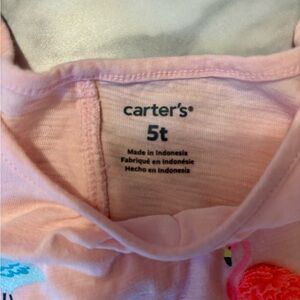 carter's®
5t
Made in Indonesia
Fabriqué en Indonésie
Hecho en Indonesia